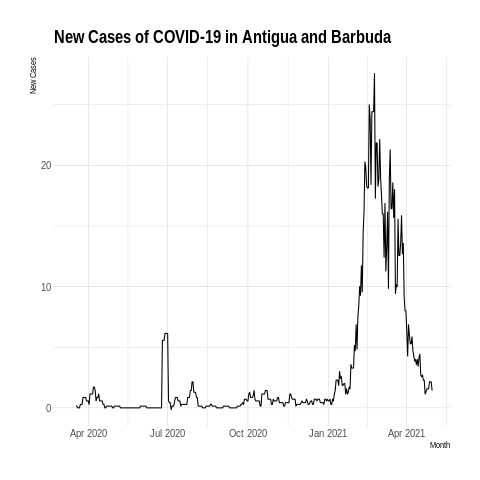 New Cases of COVID-19 in Antigua and Barbuda
New Cases
20
10
0
Apr 2020 Jul 2020 Oct 2020 Jan 2021 Apr 2021
Month